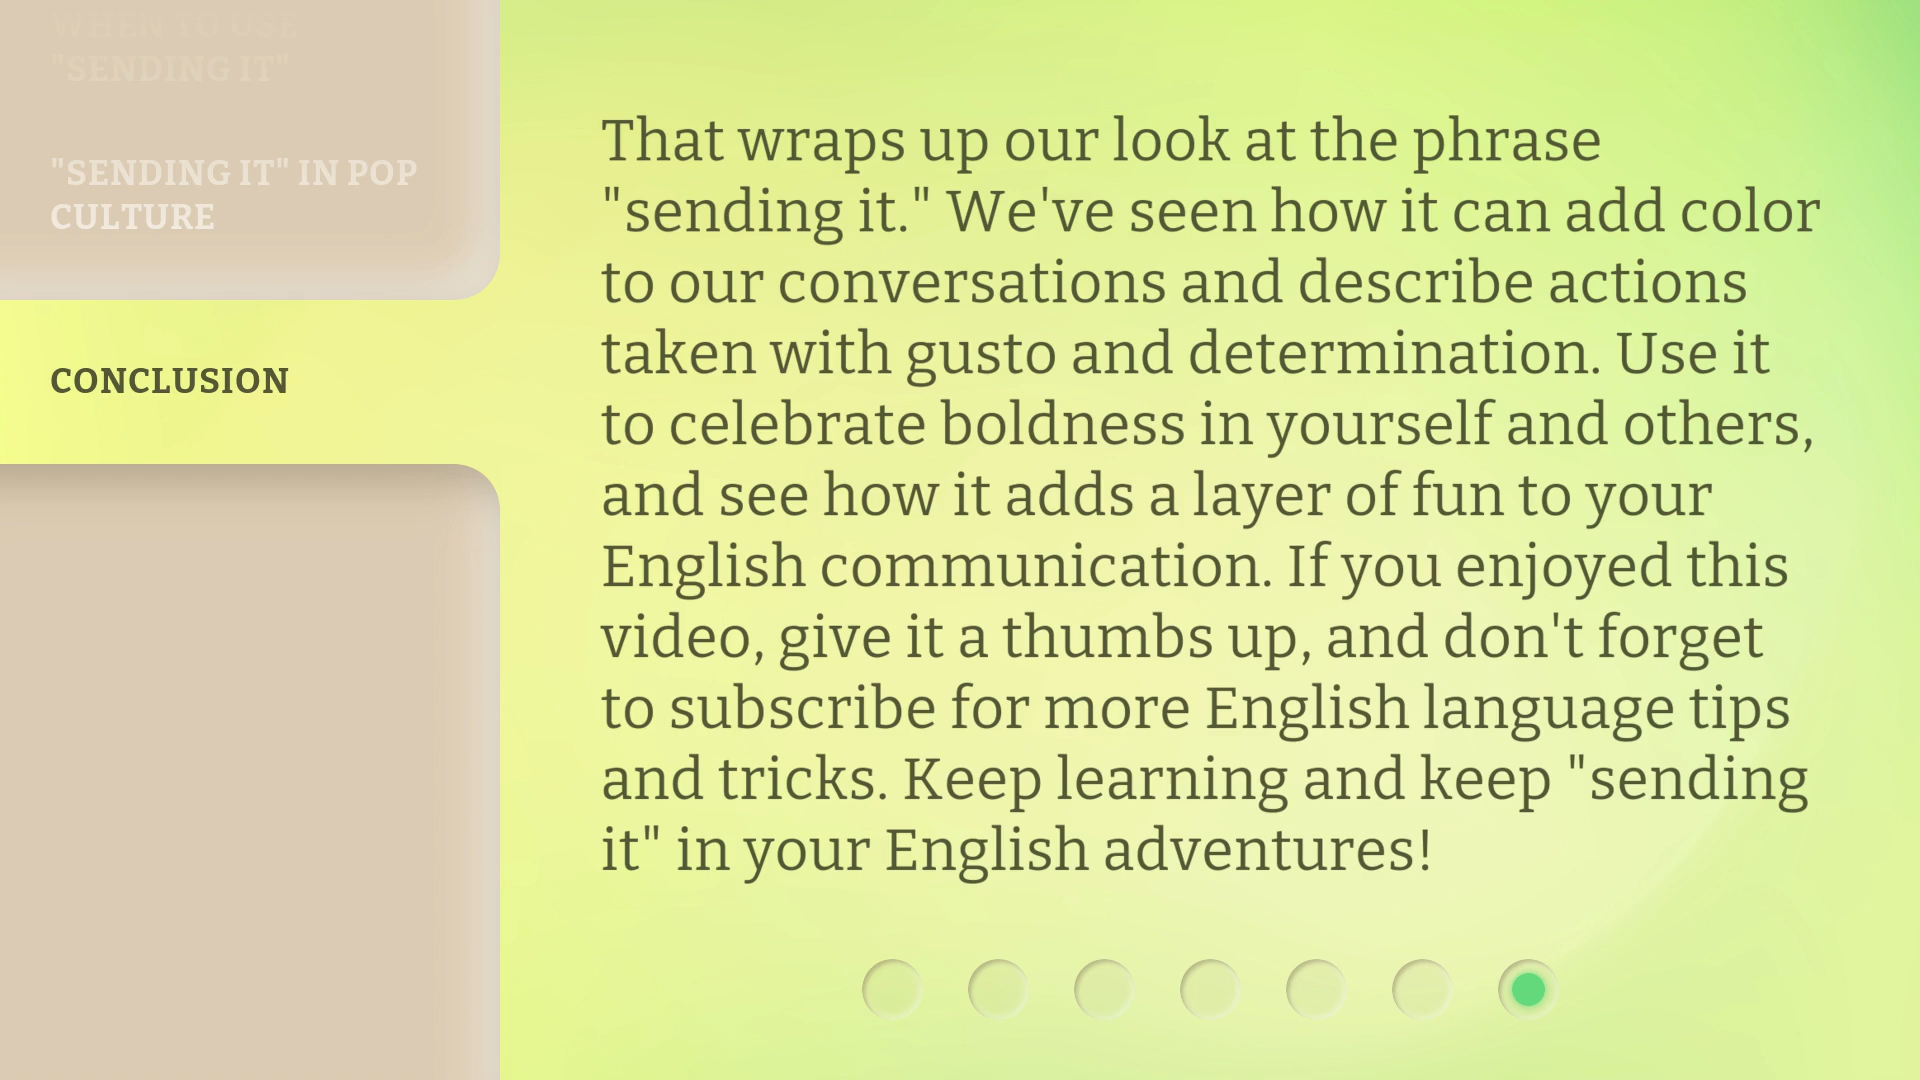 WHEN TO USE
"SENDING IT"
"SENDING IT" IN POP
CULTURE
CONCLUSION
That wraps up our look at the phrase
"sending it." We've seen how it can add color
to our conversations and describe actions
taken with gusto and determination. Use it
to celebrate boldness in yourself and others,
and see how it adds a layer of fun to your
English communication. If you enjoyed this
video, give it a thumbs up, and don't forget
to subscribe for more English language tips
and tricks. Keep learning and keep "sending
it" in your English adventures!